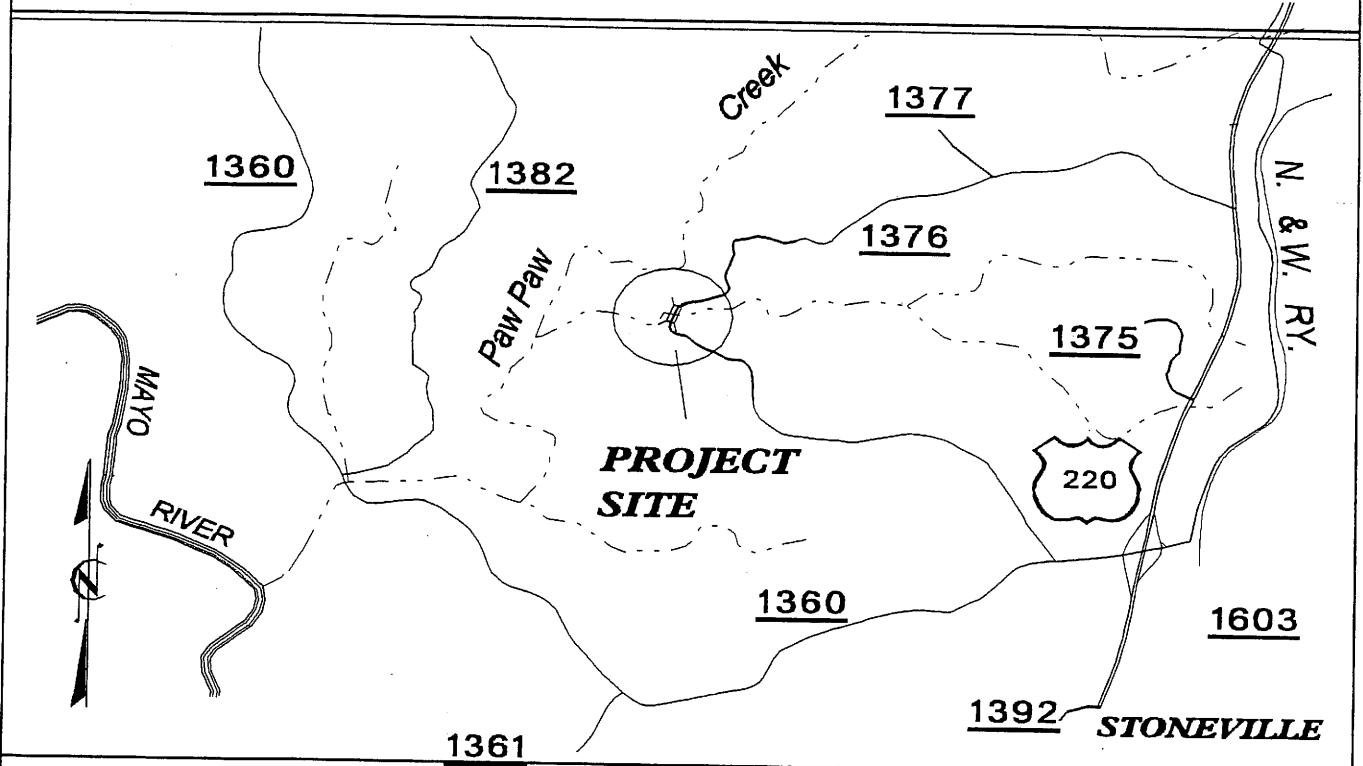 Creek
1377
1360
1382
N. & W. RY.
1376
Paw Paw
1375
MAYO
PROJECT
SITE
220
RIVER
N
1360
1603
1392
STONEVILLE
1361